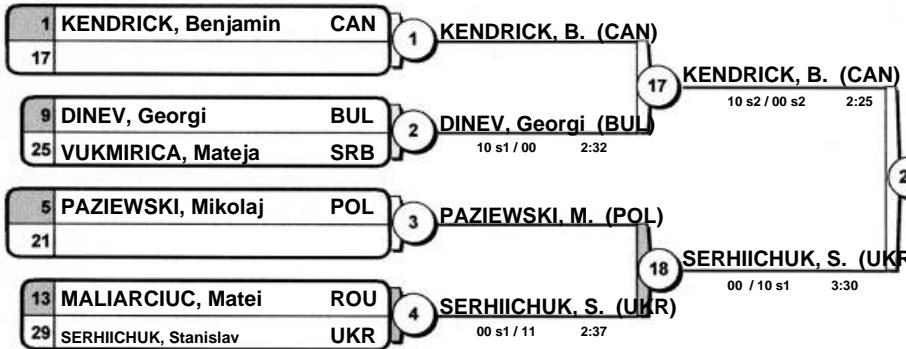 1 KENDRICK, Benjamin CAN
17
1
KENDRICK, B. (CAN)
9 DINEV, Georgi BUL
25 VUKMIRICA, Mateja SRB
2
DINEV, Georgi (BUL)
10 s1 / 00 2:32
17
KENDRICK, B. (CAN)
10 s2 / 00 s2 2:25
5 PAZIEWSKI, Mikolaj POL
21
3
PAZIEWSKI, M. (POL)
13 MALIARCIUC, Matei ROU
29 SERHIICHUK, Stanislav UKR
4
SERHIICHUK, S. (UKR)
00 s1 / 11 2:37
18
SERHIICHUK, S. (UKR
00 / 10 s1 3:30